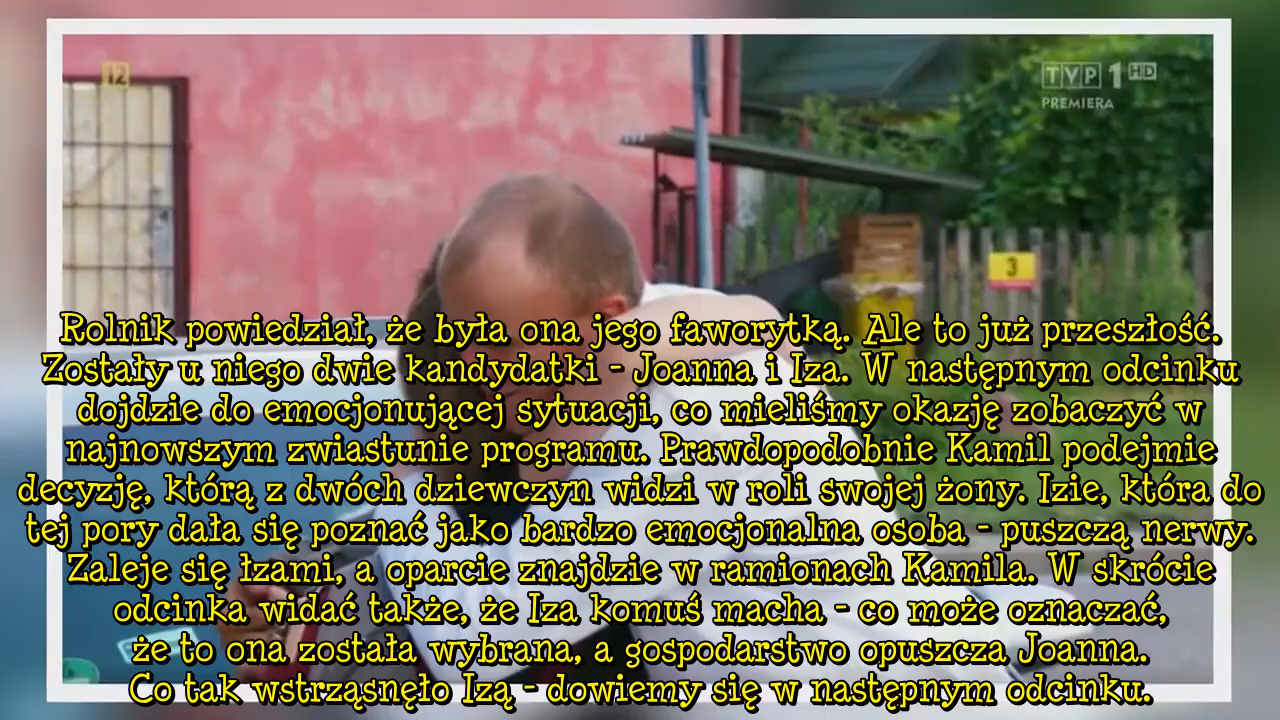 12
TVP 1 HD
PREMIERA
3
Rolnik powiedział, że była ona jego faworytką. Ale to już przeszłość.
Zostały u niego dwie kandydatki - Joanna i Iza. W następnym odcinku
dojdzie do emocjonującej sytuacji, co mieliśmy okazję zobaczyć w
najnowszym zwiastunie programu. Prawdopodobnie Kamil podejmie
decyzję, którą z dwóch dziewczyn widzi w roli swojej żony. Izie, która do
tej pory dała się poznać jako bardzo emocjonalna osoba - puszczą nerwy.
Zaleje się łzami, a oparcie znajdzie w ramionach Kamila. W skrócie
odcinka widać także, że Iza komuś macha - co może oznaczać,
że to ona została wybrana, a gospodarstwo opuszcza Joanna.
Co tak wstrząsnęło Izą - dowiemy się w następnym odcinku.